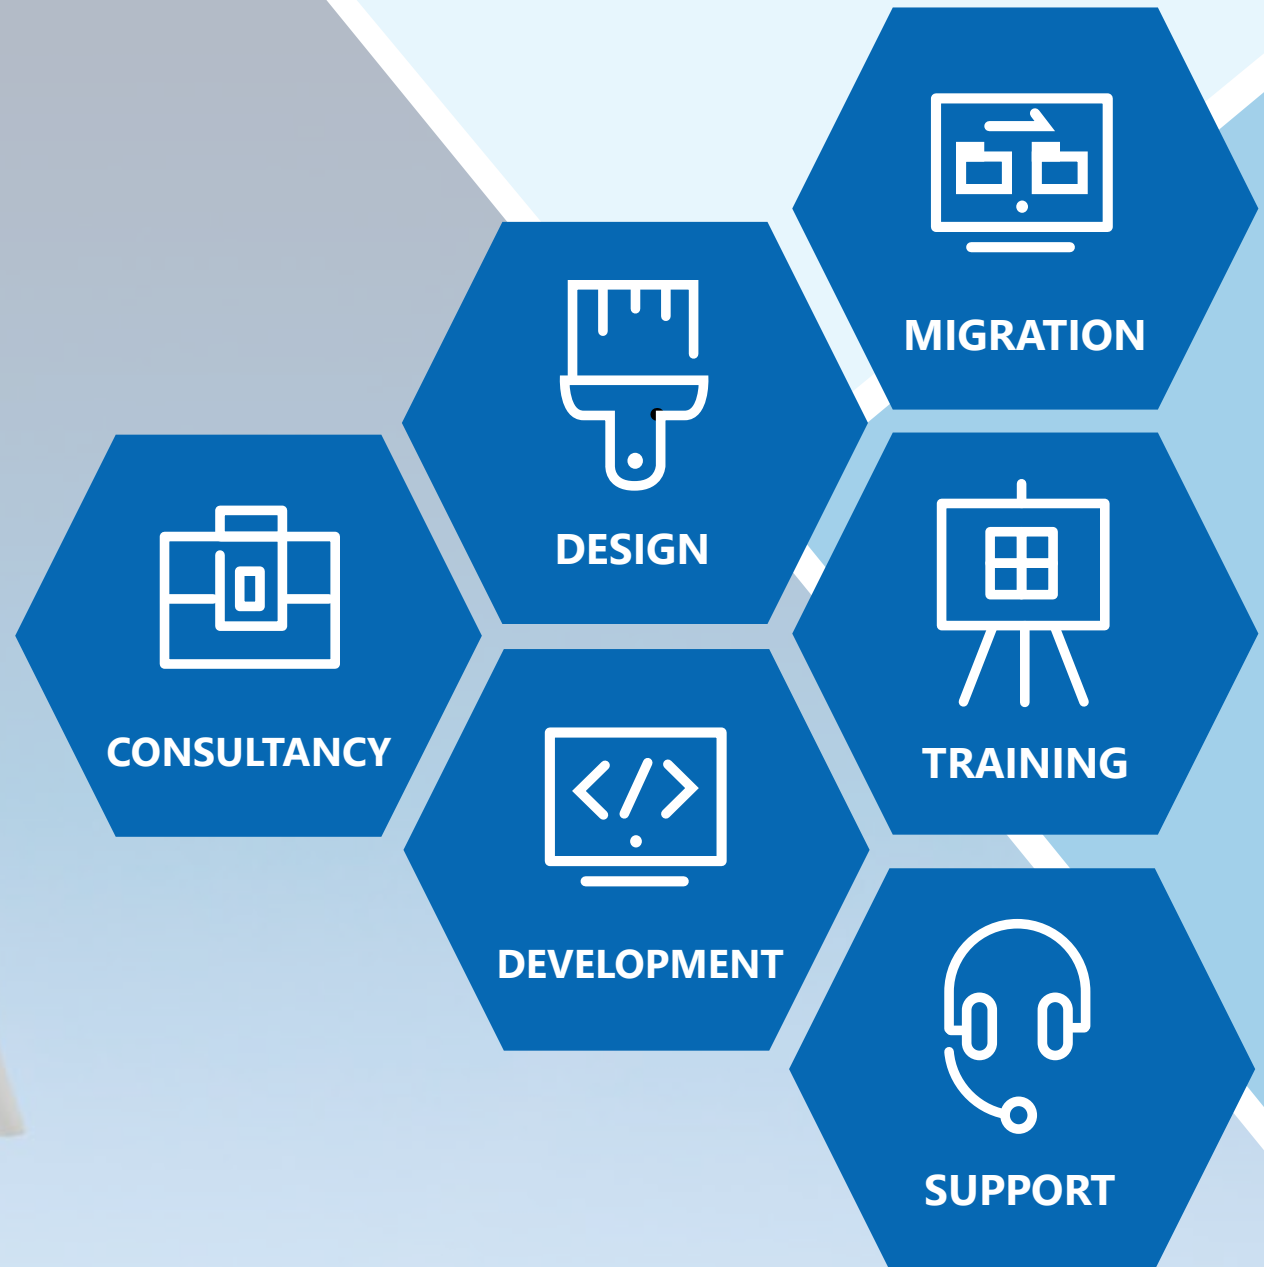 MIGRATION
DESIGN
CONSULTANCY
TRAINING
DEVELOPMENT
SUPPORT